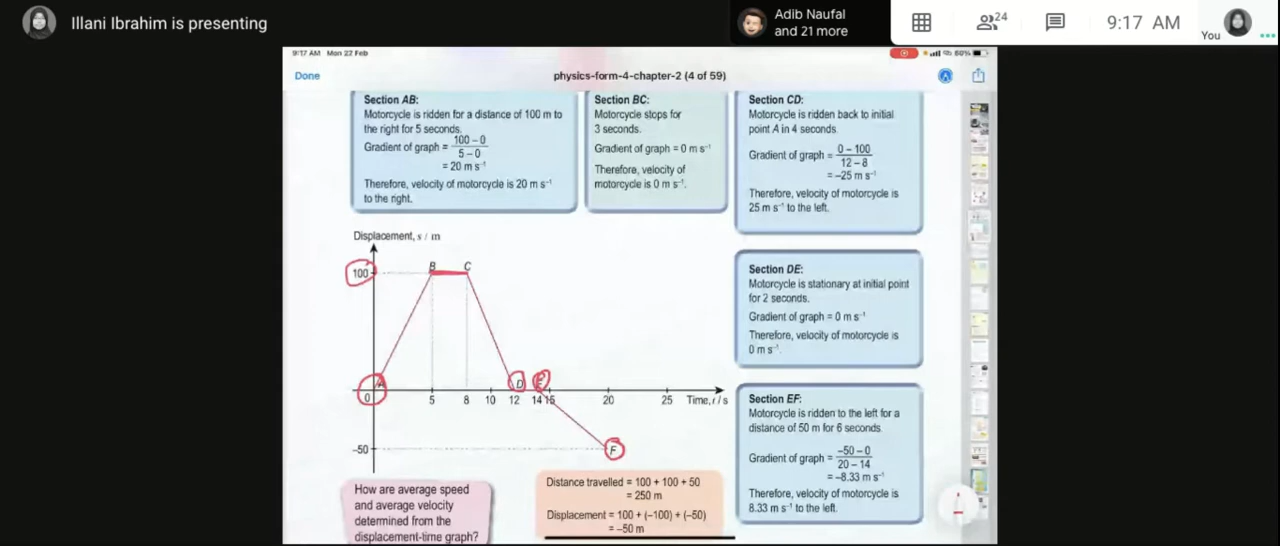 Illani Ibrahim is presenting
Adib Naufal
and 21 more
24
9:17 AM
You
9:17 AM Mon 22 Feb
60%
Done
physics-form-4-chapter-2 (4 of 59)
Section AB:
Motorcycle is ridden for a distance of 100 m to
the right for 5 seconds.
Gradient of graph = 100 – 0
5 – 0
= 20 m s⁻¹
Therefore, velocity of motorcycle is 20 m s⁻¹
to the right.
Section BC:
Motorcycle stops for
3 seconds.
Gradient of graph = 0 m s⁻¹
Therefore, velocity of
motorcycle is 0 m s⁻¹.
Section CD:
Motorcycle is ridden back to initial
point A in 4 seconds.
Gradient of graph = 0 – 100
12 – 8
= –25 m s⁻¹
Therefore, velocity of motorcycle is
25 m s⁻¹ to the left.
Displacement, s / m
100
B
C
A
D
E
0
5
8
10
12
14
15
20
25
Time, t / s
–50
F
Section DE:
Motorcycle is stationary at initial point
for 2 seconds.
Gradient of graph = 0 m s⁻¹
Therefore, velocity of motorcycle is
0 m s⁻¹.
Section EF:
Motorcycle is ridden to the left for a
distance of 50 m for 6 seconds.
Gradient of graph = –50 – 0
20 – 14
= –8.33 m s⁻¹
Therefore, velocity of motorcycle is
8.33 m s⁻¹ to the left.
How are average speed
and average velocity
determined from the
displacement-time graph?
Distance travelled = 100 + 100 + 50
= 250 m
Displacement = 100 + (–100) + (–50)
= –50 m